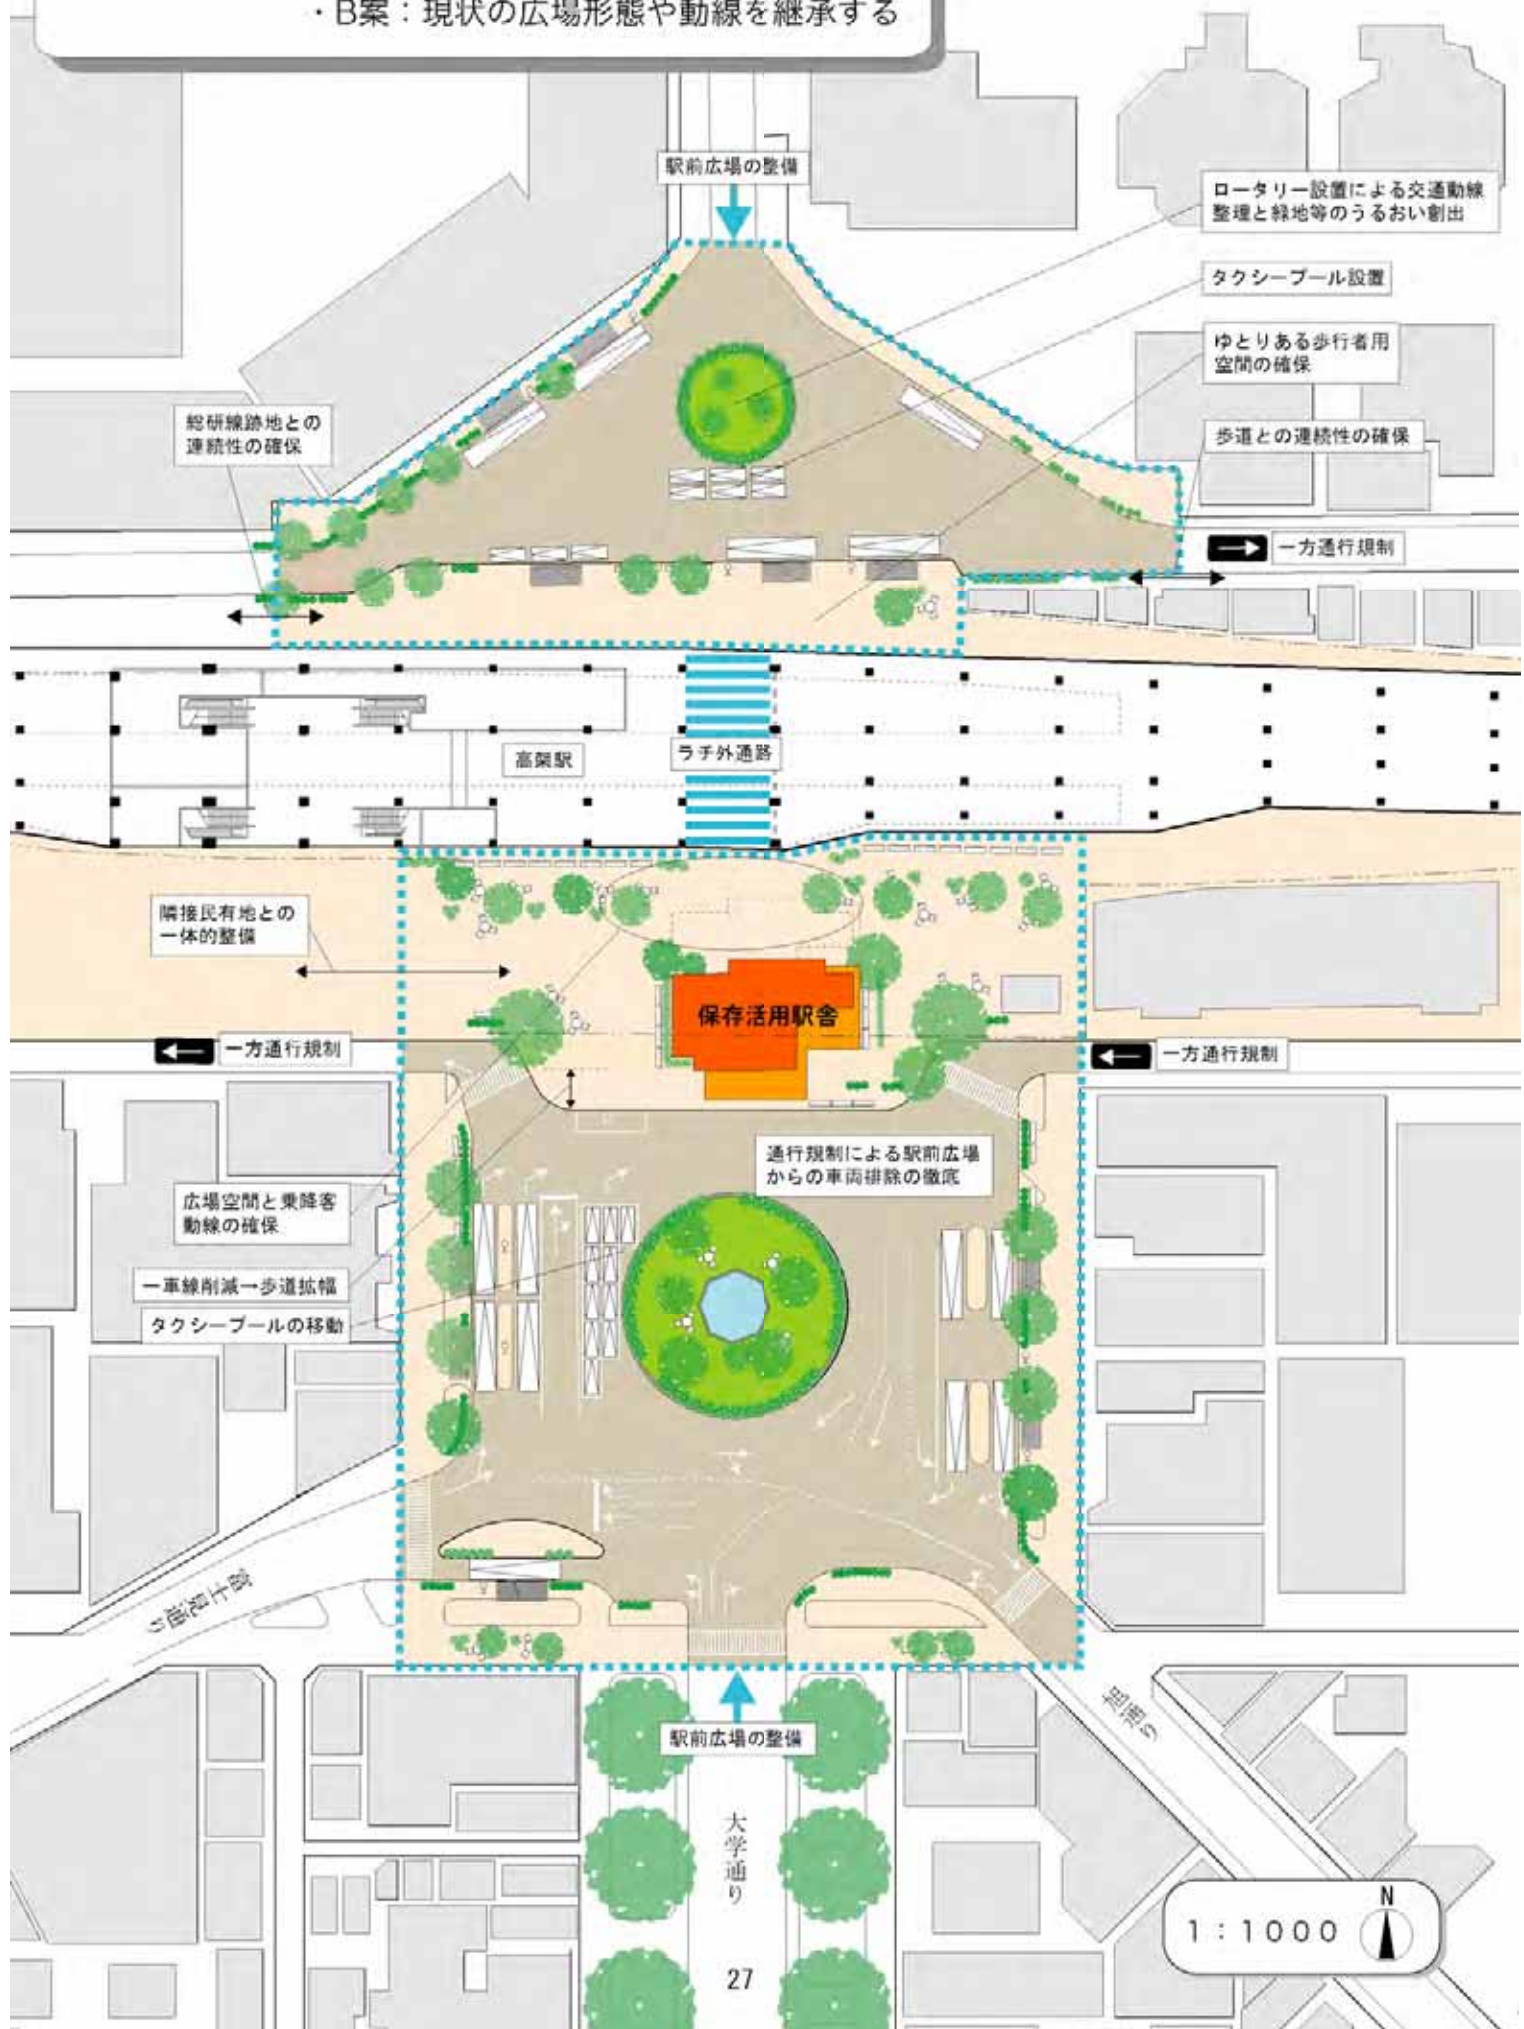 ・B案：現状の広場形態や動線を継承する
駅前広場の整備
ロータリー設置による交通動線
整理と緑地等のうるおい創出
タクシープール設置
ゆとりある歩行者用
空間の確保
総研線跡地との
連続性の確保
歩道との連続性の確保
一方通行規制
高架駅
ラチ外通路
隣接民有地との
一体的整備
保存活用駅舎
一方通行規制
一方通行規制
通行規制による駅前広場
からの車両排除の徹底
広場空間と乗降客
動線の確保
一車線削減→歩道拡幅
タクシープールの移動
富士見通り
旭通り
駅前広場の整備
大学通り
N
1：1000
27